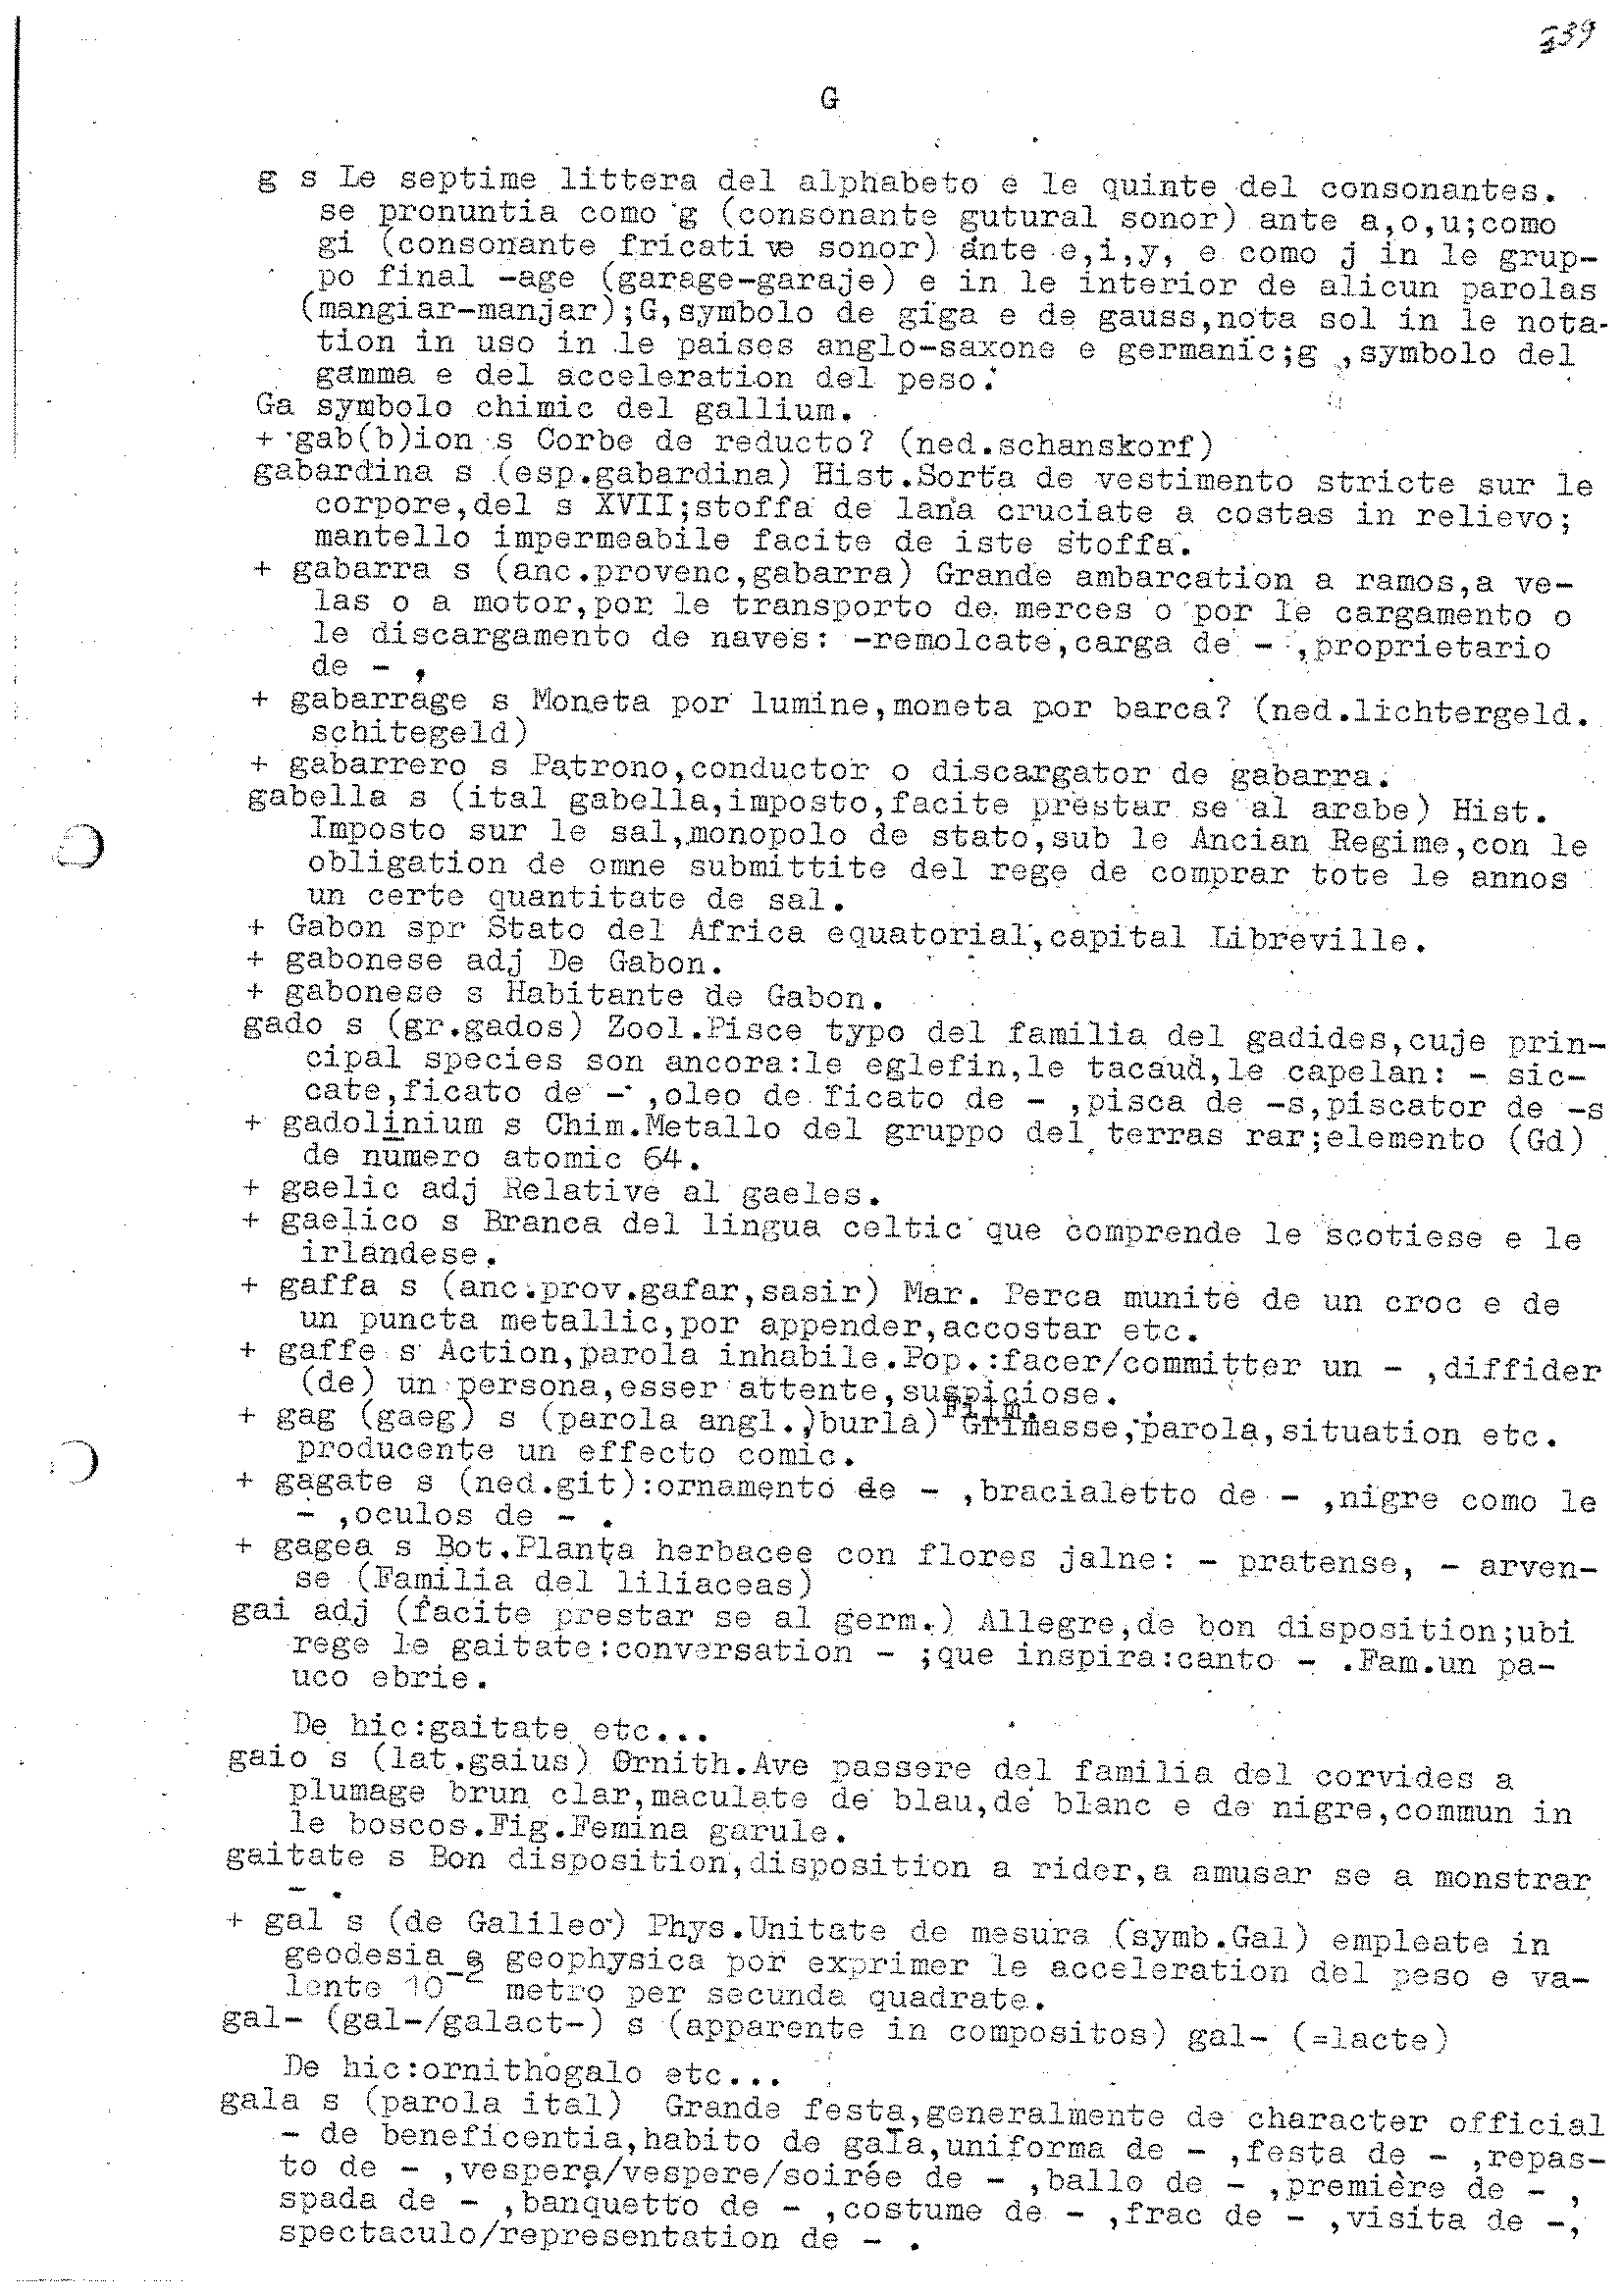 239
G
g s Le septime littera del alphabeto e le quinte del consonantes.
se pronuntia como g (consonante gutural sonor) ante a,o,u;como
gi (consonante fricative sonor) ante e,i,y, e como j in le grup-
po final -age (garage-garaje) e in le interior de alicun parolas
(mangiar-manjar);G,symbolo de giga e de gauss,nota sol in le nota-
tion in uso in le paises anglo-saxone e germanic;g ,symbolo del
gamma e del acceleration del peso.
Ga symbolo chimic del gallium.
+ gab(b)ion s Corbe de reducto? (ned.schanskorf)
gabardina s (esp.gabardina) Hist.Sorta de vestimento stricte sur le
corpore,del s XVII;stoffa de lana cruciate a costas in relievo;
mantello impermeabile facite de iste stoffa.
+ gabarra s (anc.provenc,gabarra) Grande ambarcation a ramos,a ve-
las o a motor,por le transporto de merces o por le cargamento o
le discargamento de naves: -remolcate,carga de - ,proprietario
de - ,
+ gabarrage s Moneta por lumine,moneta por barca? (ned.lichtergeld.
schitegeld)
+ gabarrero s Patrono,conductor o discargator de gabarra.
gabella s (ital gabella,imposto,facite prestar se al arabe) Hist.
Imposto sur le sal,monopolo de stato,sub le Ancian Regime,con le
obligation de omne submittite del rege de comprar tote le annos
un certe quantitate de sal.
+ Gabon spr Stato del Africa equatorial,capital Libreville.
+ gabonese adj De Gabon.
+ gabonese s Habitante de Gabon.
gado s (gr.gados) Zool.Pisce typo del familia del gadides,cuje prin-
cipal species son ancora:le eglefin,le tacaud,le capelan: - sic-
cate,ficato de - ,oleo de ficato de - ,pisca de -s,piscator de -s
+ gadolinium s Chim.Metallo del gruppo del terras rar;elemento (Gd)
de numero atomic 64.
+ gaelic adj Relative al gaeles.
+ gaelico s Branca del lingua celtic que comprende le scotiese e le
irlandese.
+ gaffa s (anc.prov.gafar,sasir) Mar. Perca munite de un croc e de
un puncta metallic,por appender,accostar etc.
+ gaffe s Action,parola inhabile.Pop.:facer/committer un - ,diffider
(de) un persona,esser attente,suspiciose.
+ gag (gaeg) s (parola angl.,burla) Film. Grimasse,parola,situation etc.
producente un effecto comic.
+ gagate s (ned.git):ornamento de - ,bracialetto de - ,nigre como le
- ,oculos de - .
+ gagea s Bot.Planta herbacee con flores jalne: - pratense, - arven-
se (Familia del liliaceas)
gai adj (facite prestar se al germ.) Allegre,de bon disposition;ubi
rege le gaitate:conversation - ;que inspira:canto - .Fam.un pa-
uco ebrie.
De hic:gaitate etc...
gaio s (lat.gaius) Ornith.Ave passere del familia del corvides a
plumage brun clar,maculate de blau,de blanc e de nigre,commun in
le boscos.Fig.Femina garule.
gaitate s Bon disposition,disposition a rider,a amusar se a monstrar
- .
+ gal s (de Galileo) Phys.Unitate de mesura (symb.Gal) empleate in
geodesia e geophysica por exprimer le acceleration del peso e va-
lente 10⁻² metro per secunda quadrate.
gal- (gal-/galact-) s (apparente in compositos) gal- (=lacte)
De hic:ornithogalo etc...
gala s (parola ital) Grande festa,generalmente de character official
- de beneficentia,habito de gala,uniforma de - ,festa de - ,repas-
to de - ,vespera/vespere/soirée de - ,ballo de - ,première de - ,
spada de - ,banquetto de - ,costume de - ,frac de - ,visita de -,
spectaculo/representation de - .